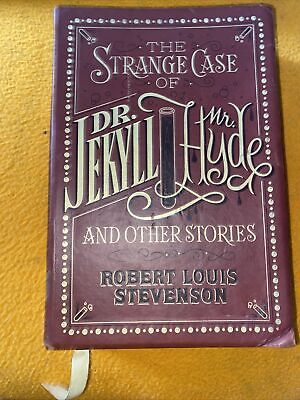 THE
STRANGE CASE
OF
DR.
JEKYLL
Mr.
Hyde
AND OTHER STORIES
ROBERT LOUIS
STEVENSON